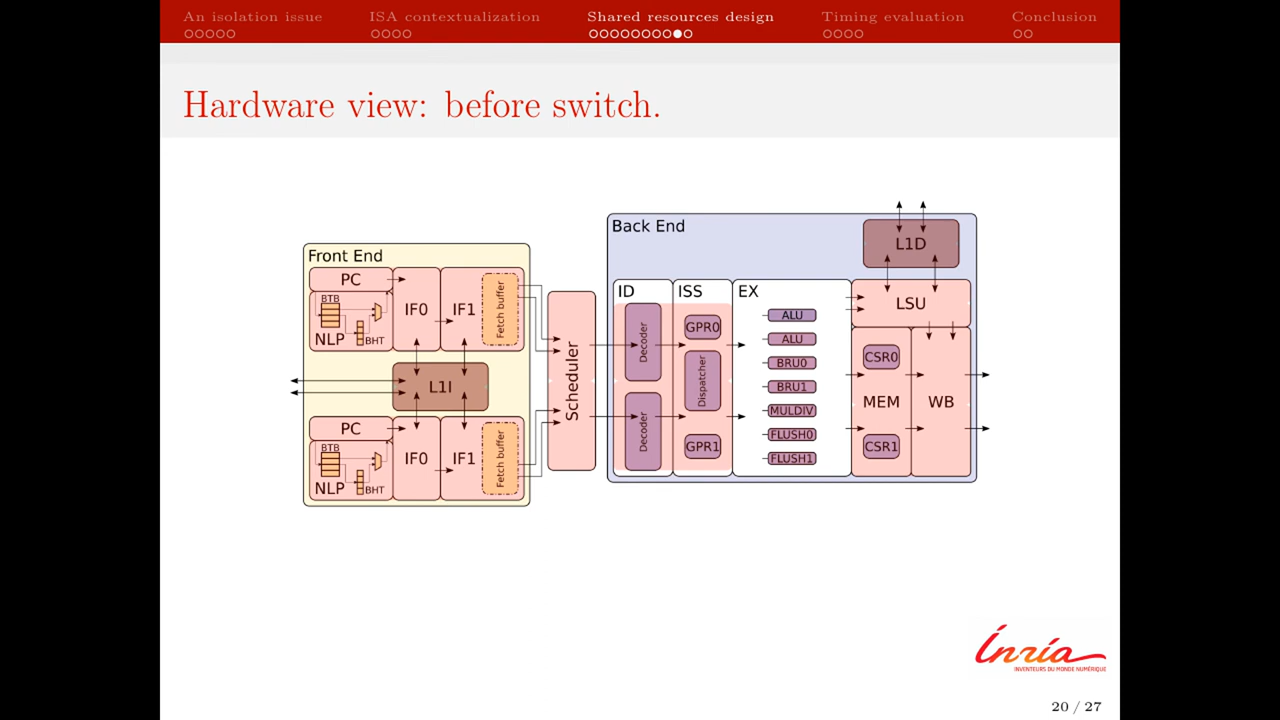 An isolation issue
ISA contextualization
Shared resources design
Timing evaluation
Conclusion
Hardware view: before switch.
Front End
PC
BTB
NLP
BHT
IF0
IF1
Fetch buffer
L1I
PC
BTB
NLP
BHT
IF0
IF1
Fetch buffer
Scheduler
Back End
ID
Decoder
Decoder
ISS
GPR0
Dispatcher
GPR1
EX
ALU
ALU
BRU0
BRU1
MULDIV
FLUSH0
FLUSH1
L1D
LSU
CSR0
MEM
CSR1
WB
Inria
INVENTEURS DU MONDE NUMÉRIQUE
20 / 27